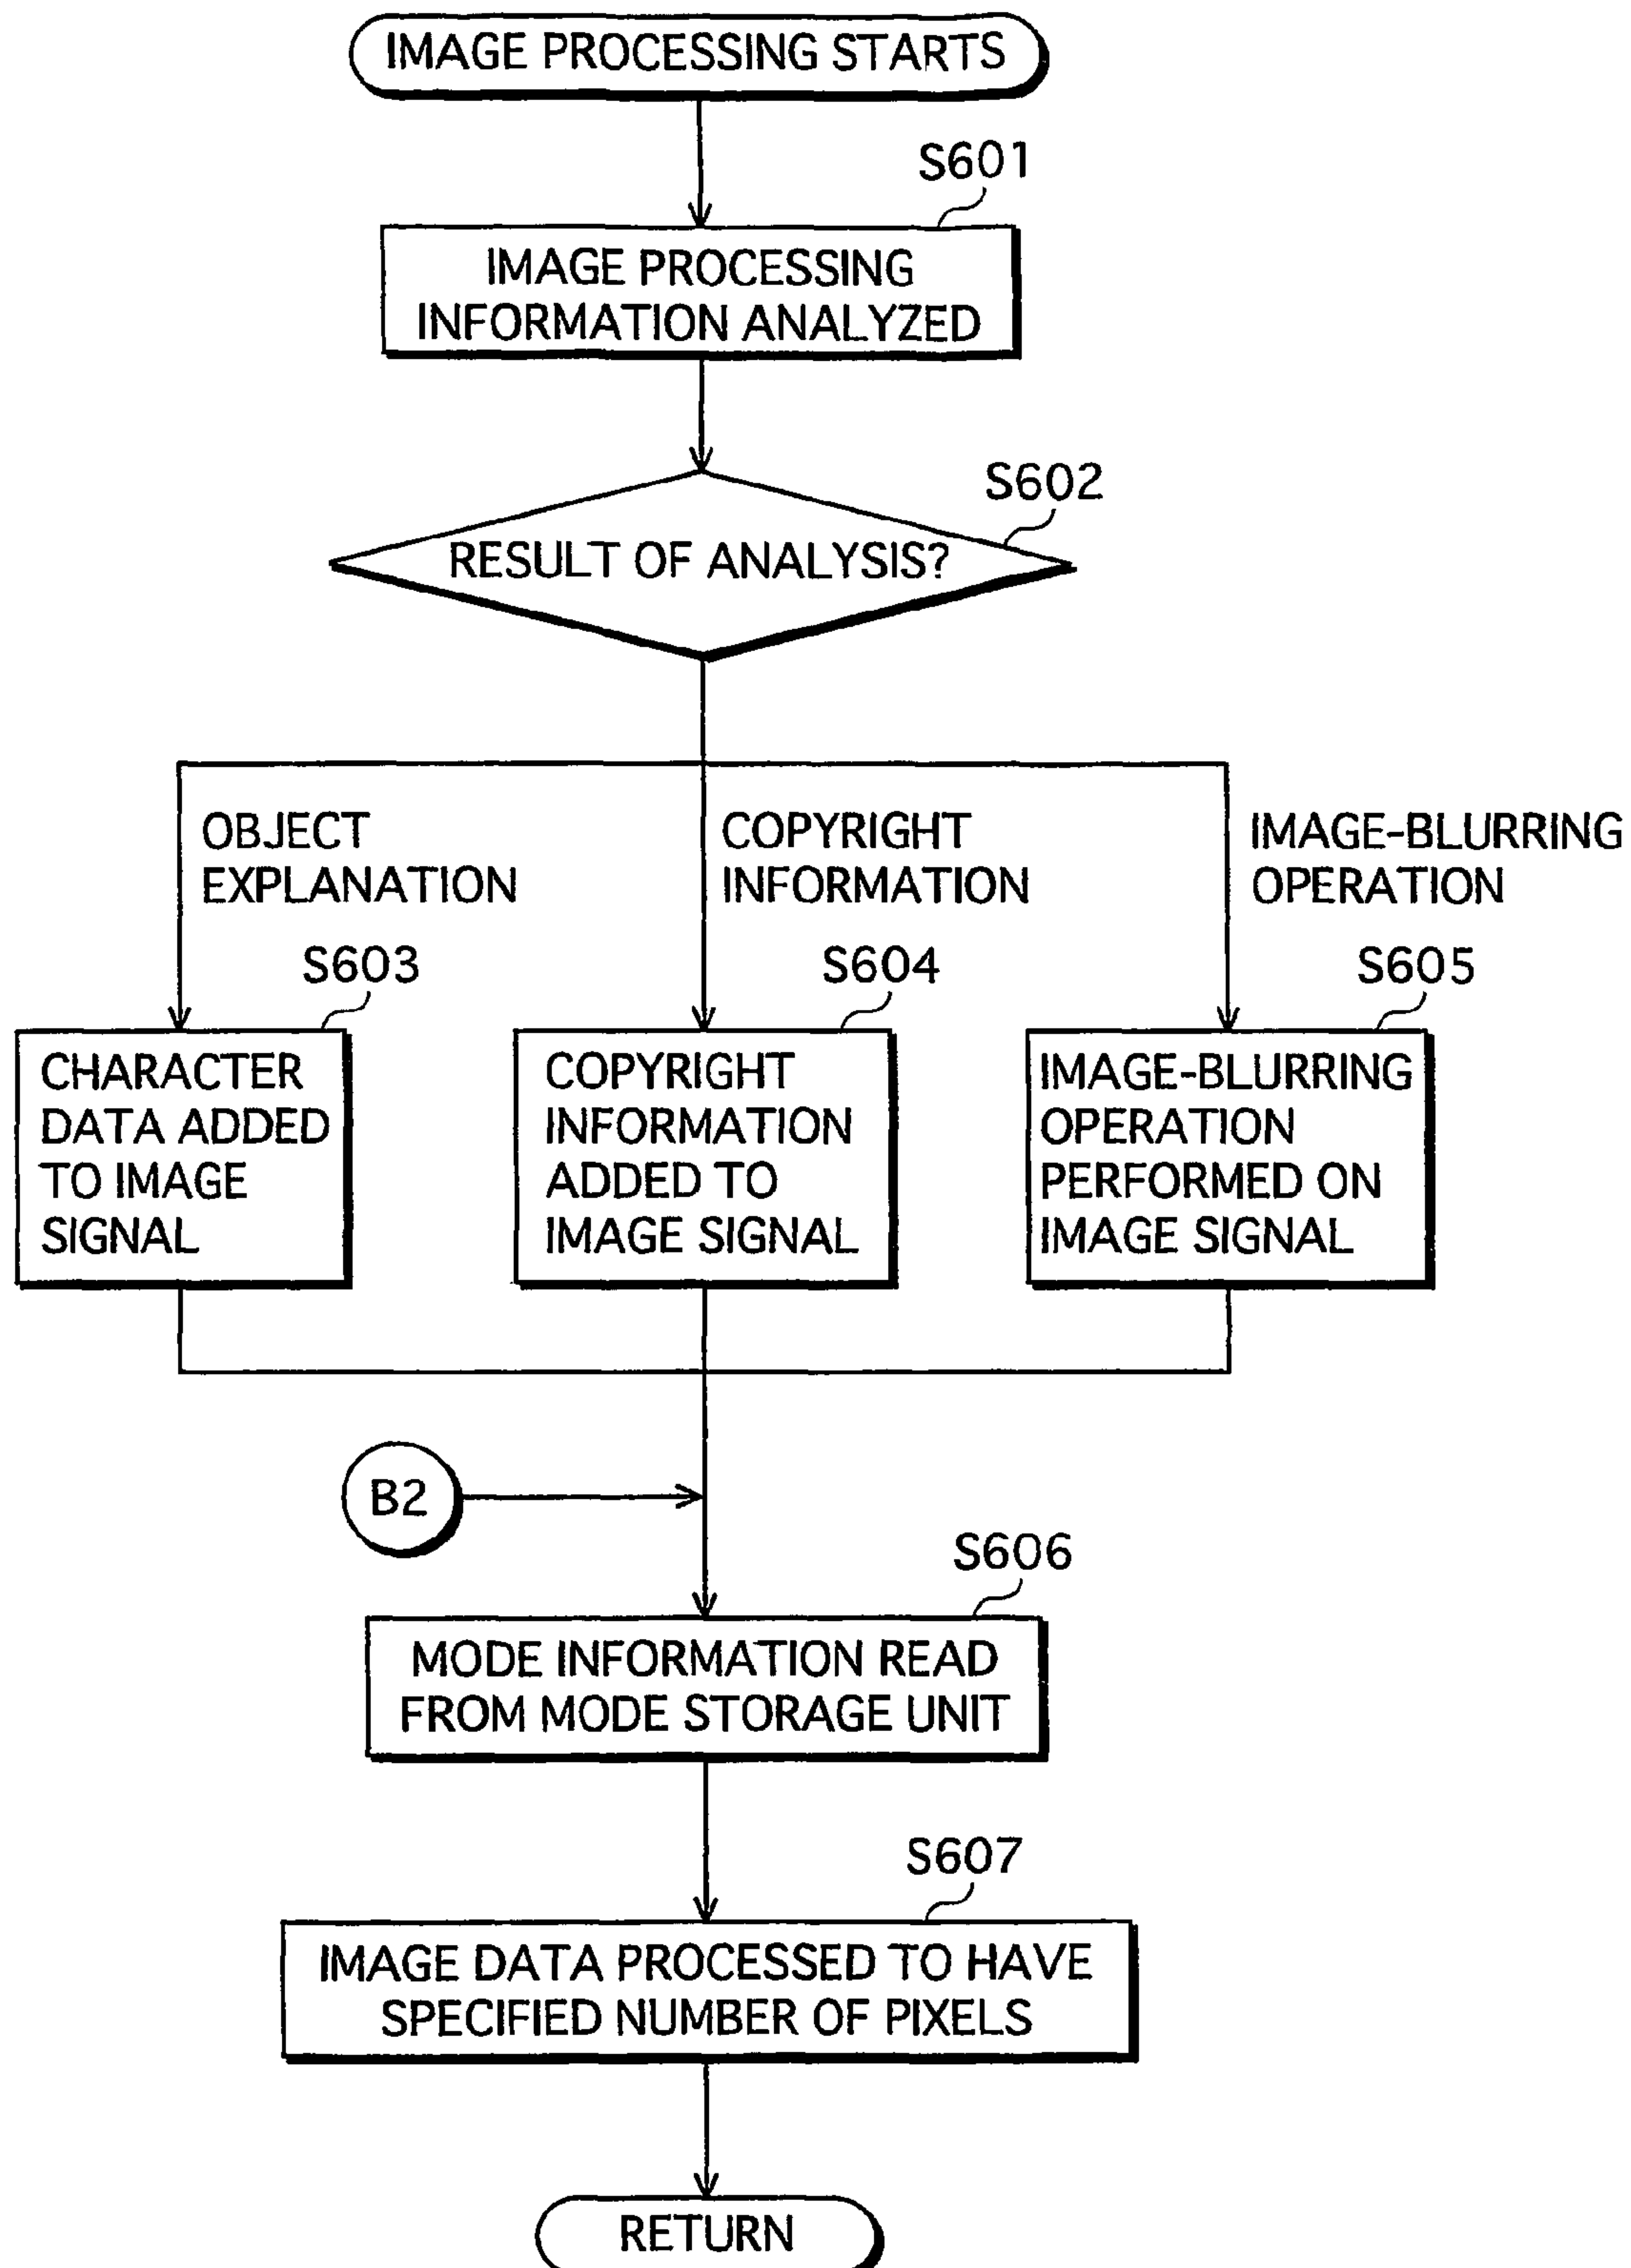 IMAGE PROCESSING STARTS
S601
IMAGE PROCESSING
INFORMATION ANALYZED
S602
RESULT OF ANALYSIS?
OBJECT
EXPLANATION
COPYRIGHT
INFORMATION
IMAGE-BLURRING
OPERATION
S603
S604
S605
CHARACTER
DATA ADDED
TO IMAGE
SIGNAL
COPYRIGHT
INFORMATION
ADDED TO
IMAGE SIGNAL
IMAGE-BLURRING
OPERATION
PERFORMED ON
IMAGE SIGNAL
B2
S606
MODE INFORMATION READ
FROM MODE STORAGE UNIT
S607
IMAGE DATA PROCESSED TO HAVE
SPECIFIED NUMBER OF PIXELS
RETURN